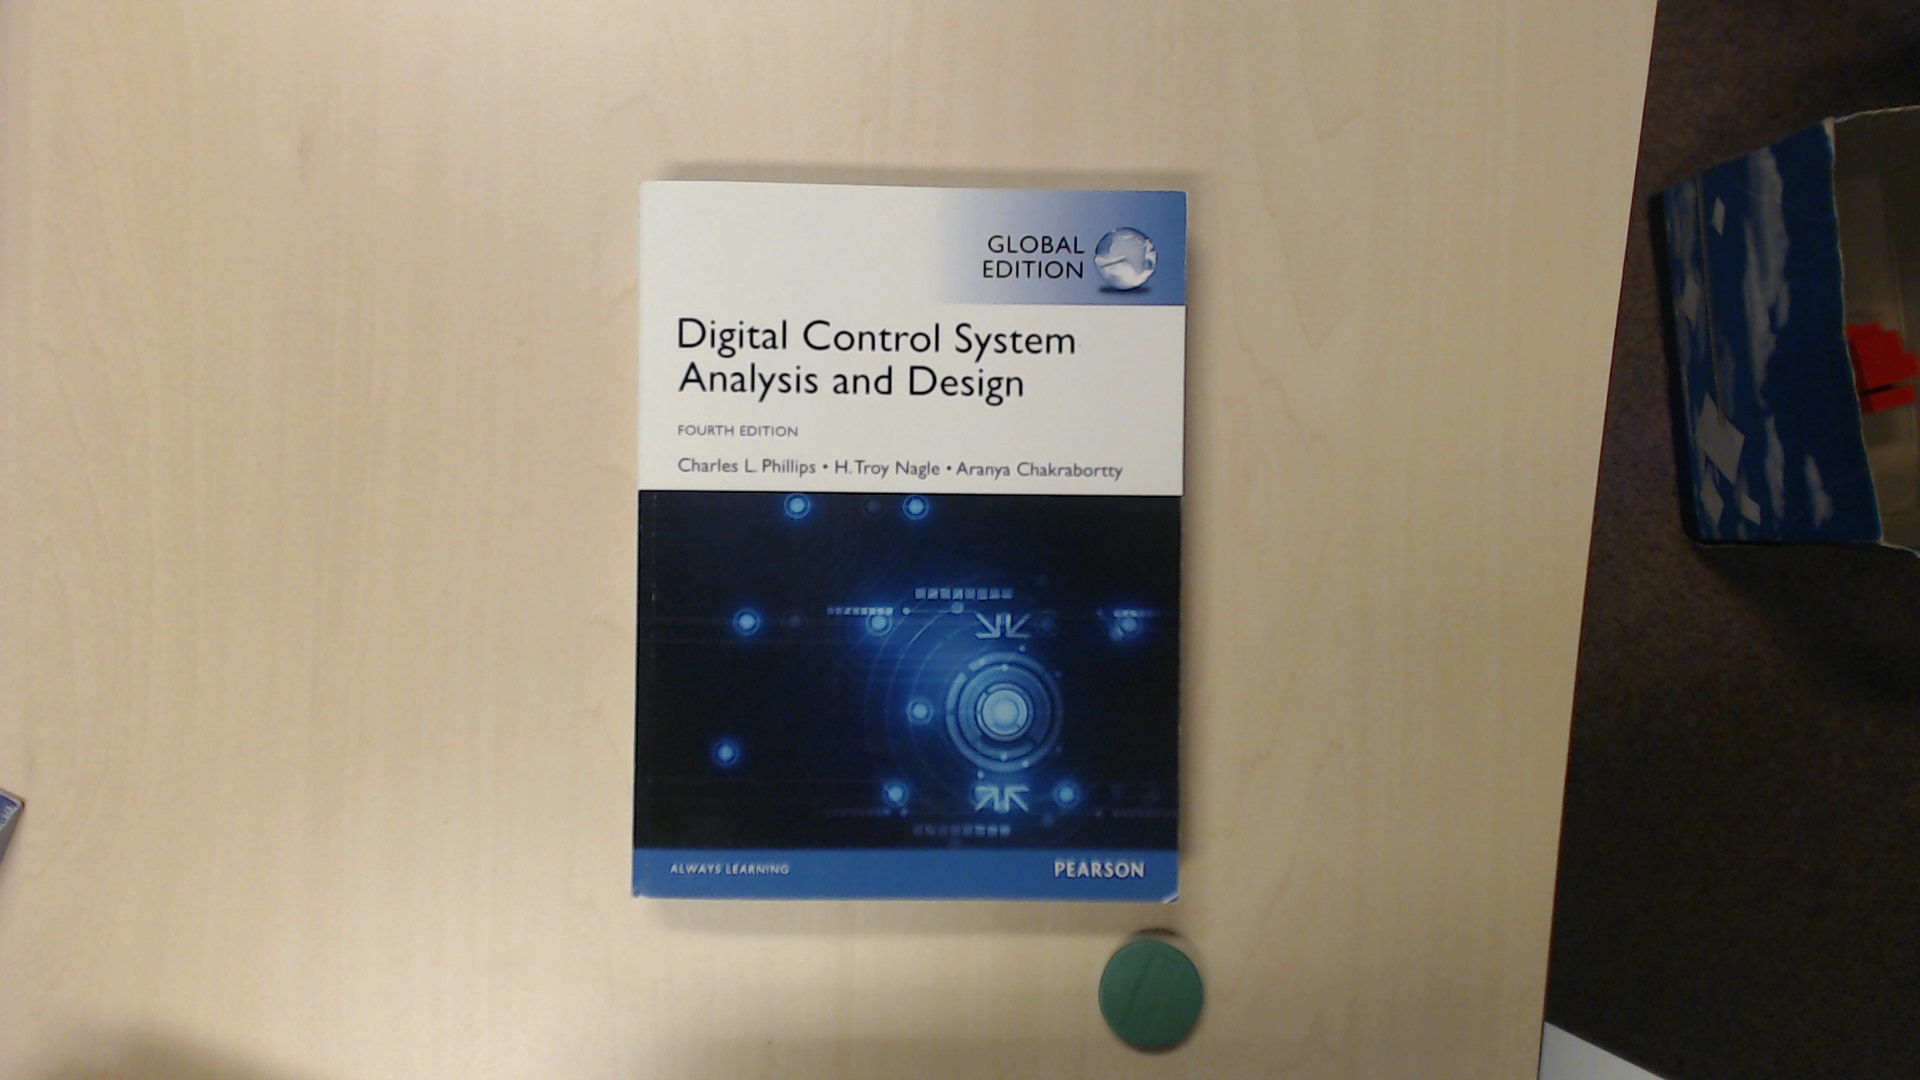 GLOBAL
EDITION
Digital Control System
Analysis and Design
FOURTH EDITION
Charles L. Phillips • H. Troy Nagle • Aranya Chakrabortty
ALWAYS LEARNING
PEARSON